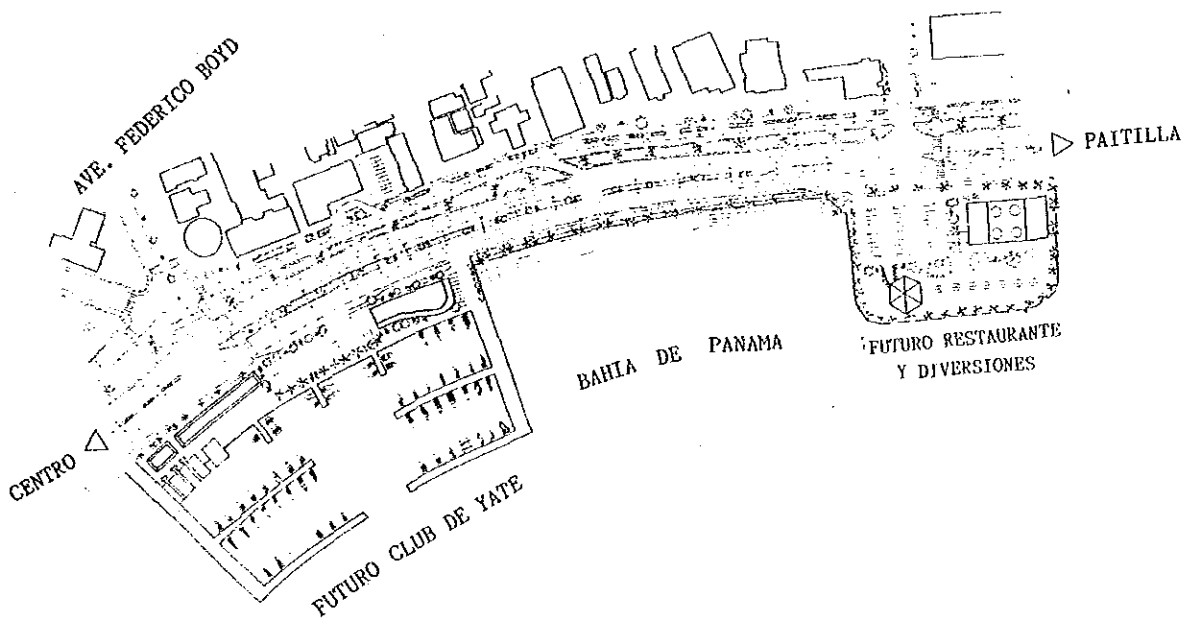 AVE. FEDERICO BOYD
PAITILLA
BAHIA DE PANAMA
FUTURO RESTAURANTE
Y DIVERSIONES
CENTRO
FUTURO CLUB DE YATE